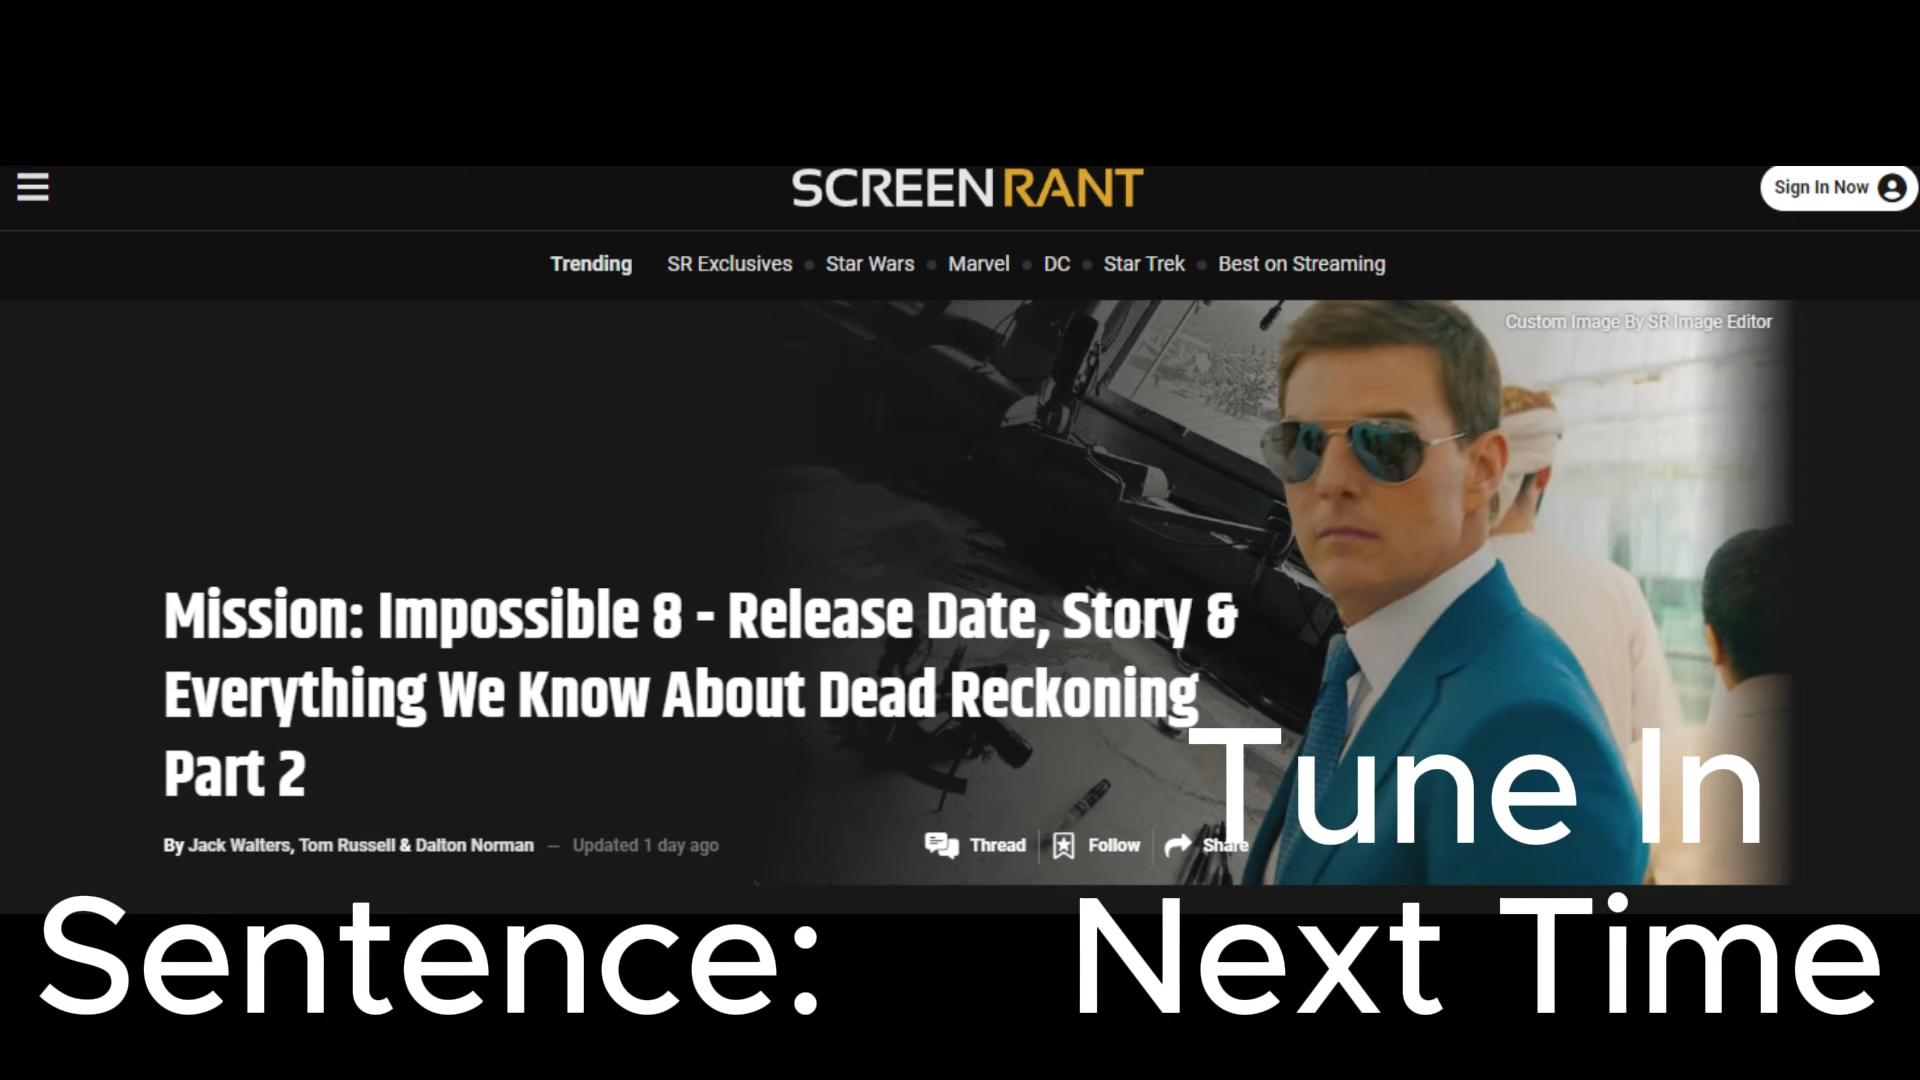 SCREENRANT
Sign In Now
Trending SR Exclusives Star Wars Marvel DC Star Trek Best on Streaming
Custom Image By SR Image Editor
Mission: Impossible 8 - Release Date, Story &
Everything We Know About Dead Reckoning
Part 2
By Jack Walters, Tom Russell & Dalton Norman — Updated 1 day ago
Thread Follow Share
Tune In
Sentence: Next Time